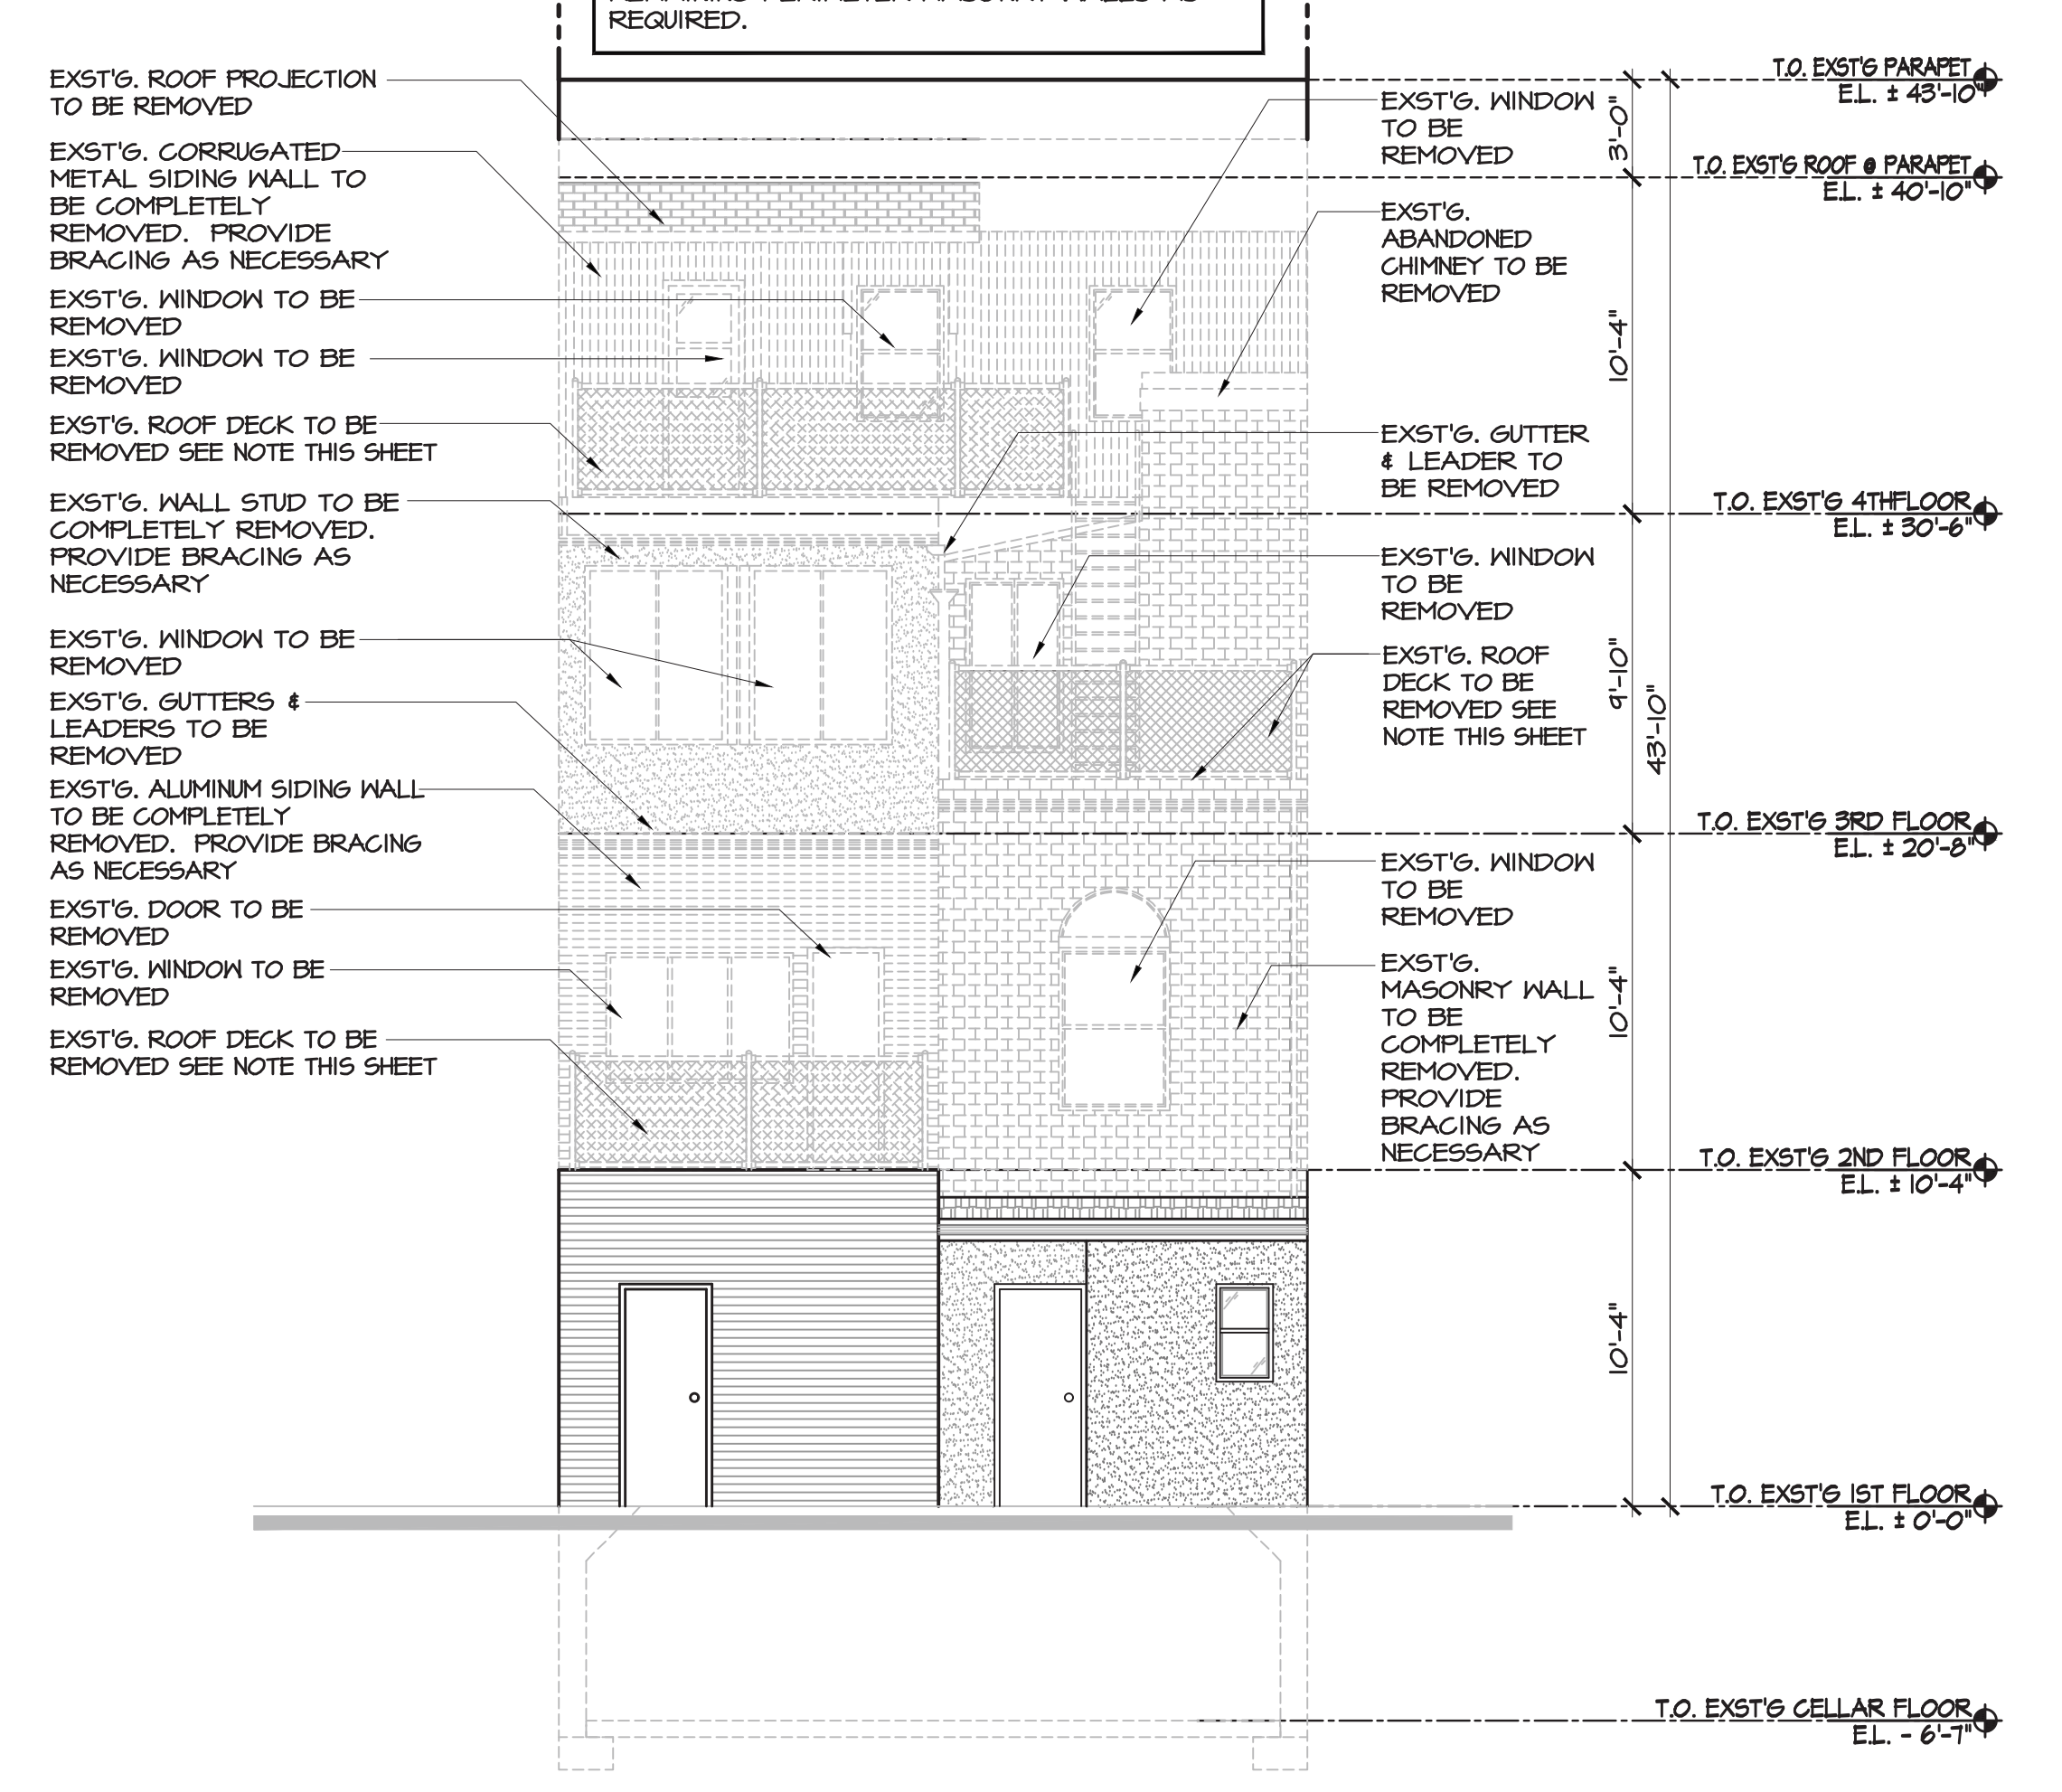 REQUIRED.
EXST'G. ROOF PROJECTION
TO BE REMOVED
EXST'G. CORRUGATED
METAL SIDING WALL TO
BE COMPLETELY
REMOVED. PROVIDE
BRACING AS NECESSARY
EXST'G. WINDOW TO BE
REMOVED
EXST'G. WINDOW TO BE
REMOVED
EXST'G. ROOF DECK TO BE
REMOVED SEE NOTE THIS SHEET
EXST'G. WALL STUD TO BE
COMPLETELY REMOVED.
PROVIDE BRACING AS
NECESSARY
EXST'G. WINDOW TO BE
REMOVED
EXST'G. GUTTERS &
LEADERS TO BE
REMOVED
EXST'G. ALUMINUM SIDING WALL
TO BE COMPLETELY
REMOVED. PROVIDE BRACING
AS NECESSARY
EXST'G. DOOR TO BE
REMOVED
EXST'G. WINDOW TO BE
REMOVED
EXST'G. ROOF DECK TO BE
REMOVED SEE NOTE THIS SHEET
EXST'G. WINDOW
TO BE
REMOVED
EXST'G.
ABANDONED
CHIMNEY TO BE
REMOVED
EXST'G. GUTTER
& LEADER TO
BE REMOVED
EXST'G. WINDOW
TO BE
REMOVED
EXST'G. ROOF
DECK TO BE
REMOVED SEE
NOTE THIS SHEET
EXST'G. WINDOW
TO BE
REMOVED
EXST'G.
MASONRY WALL
TO BE
COMPLETELY
REMOVED.
PROVIDE
BRACING AS
NECESSARY
3'-0"
10'-4"
9'-10"
10'-4"
10'-4"
43'-10"
T.O. EXST'G PARAPET
E.L. ± 43'-10"
T.O. EXST'G ROOF @ PARAPET
E.L. ± 40'-10"
T.O. EXST'G 4THFLOOR
E.L. ± 30'-6"
T.O. EXST'G 3RD FLOOR
E.L. ± 20'-8"
T.O. EXST'G 2ND FLOOR
E.L. ± 10'-4"
T.O. EXST'G 1ST FLOOR
E.L. ± 0'-0"
T.O. EXST'G CELLAR FLOOR
E.L. - 6'-7"